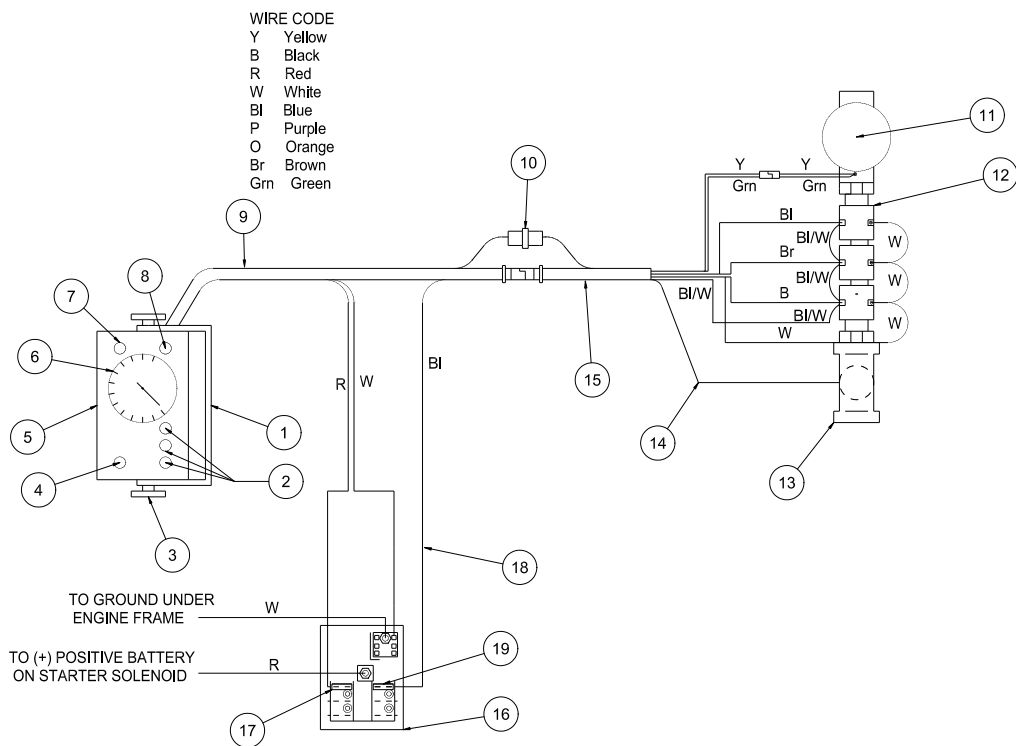 WIRE CODE
Y Yellow
B Black
R Red
W White
Bl Blue
P Purple
O Orange
Br Brown
Grn Green
11
10
Y Y
Grn Grn
12
9
Bl
Bl/W
W
7
8
Br
Bl/W
W
Bl/W
B
Bl/W
W
W
6
R
W
Bl
15
5
1
14
4
2
13
3
18
TO GROUND UNDER
ENGINE FRAME
W
TO (+) POSITIVE BATTERY
ON STARTER SOLENOID
R
19
17
16